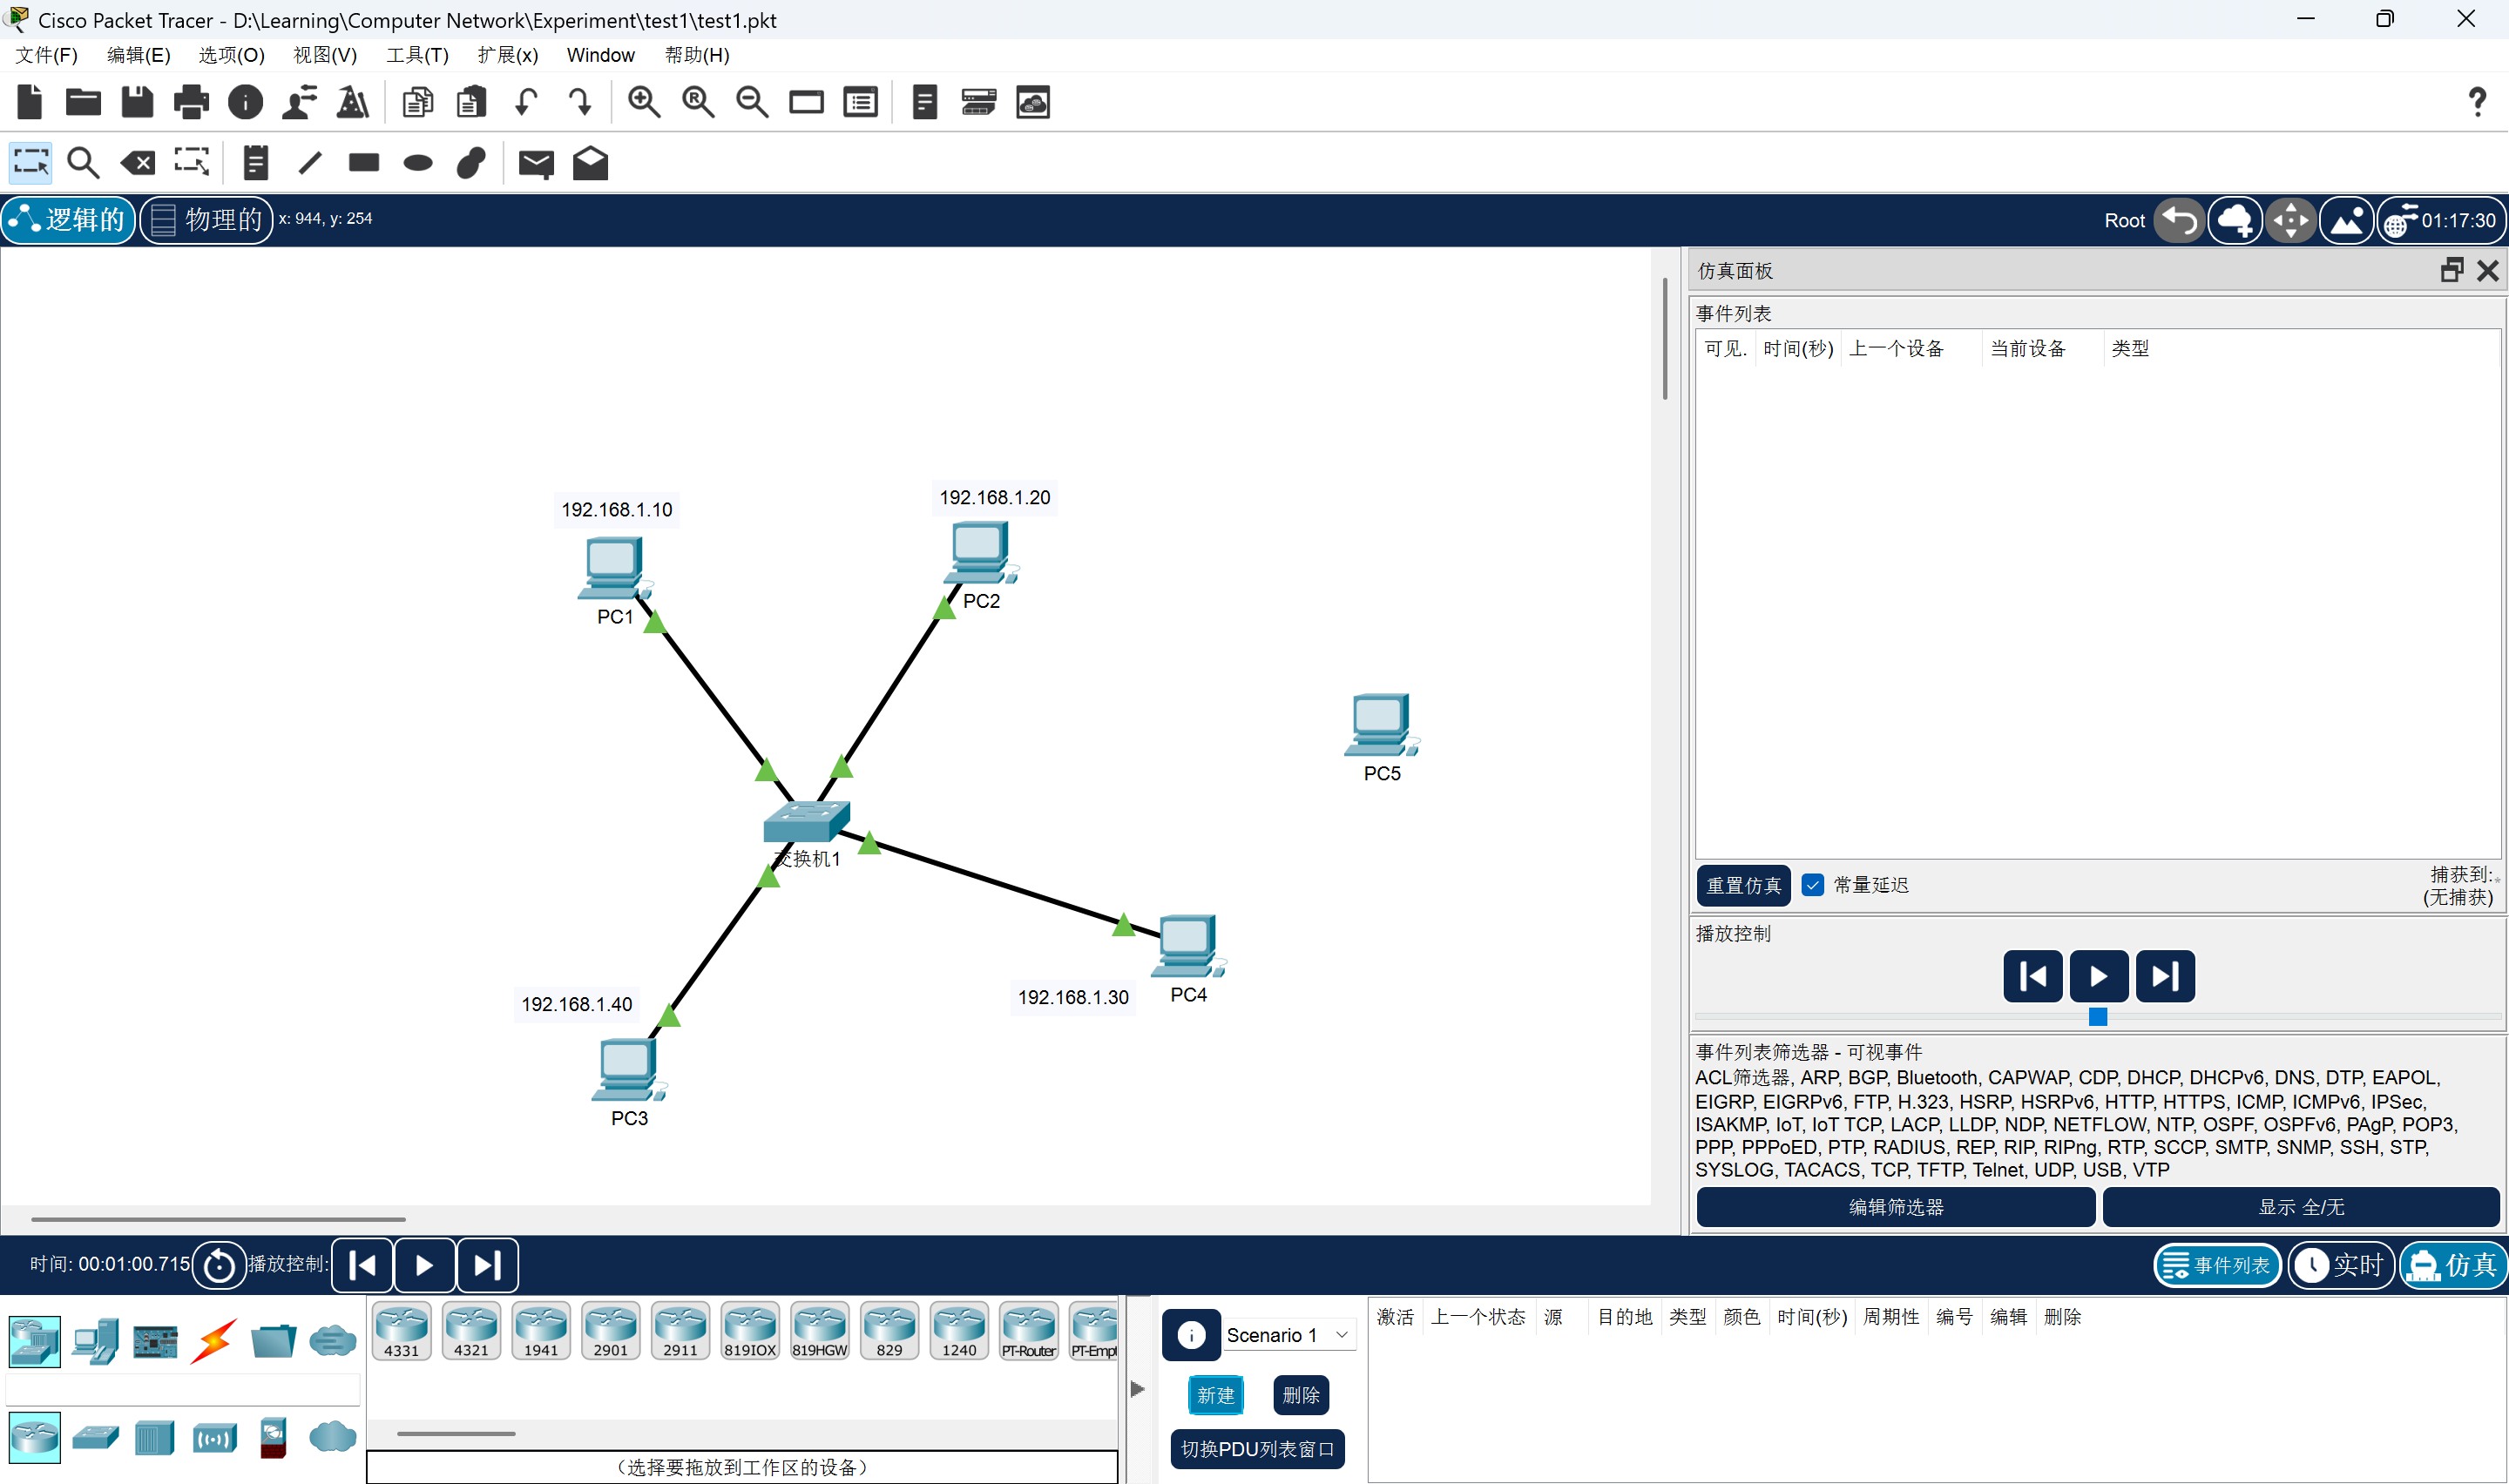 Cisco Packet Tracer - D:\Learning\Computer Network\Experiment\test1\test1.pkt
文件(F) 编辑(E) 选项(O) 视图(V) 工具(T) 扩展(x) Window 帮助(H)
逻辑的 物理的 x: 944, y: 254 Root 01:17:30
仿真面板
事件列表
可见. 时间(秒) 上一个设备 当前设备 类型
192.168.1.10
192.168.1.20
PC1
PC2
PC5
交换机1
192.168.1.40
192.168.1.30
PC4
PC3
重置仿真 常量延迟
捕获到:*
(无捕获)
播放控制
事件列表筛选器 - 可视事件
ACL筛选器, ARP, BGP, Bluetooth, CAPWAP, CDP, DHCP, DHCPv6, DNS, DTP, EAPOL,
EIGRP, EIGRPv6, FTP, H.323, HSRP, HSRPv6, HTTP, HTTPS, ICMP, ICMPv6, IPSec,
ISAKMP, IoT, IoT TCP, LACP, LLDP, NDP, NETFLOW, NTP, OSPF, OSPFv6, PAgP, POP3,
PPP, PPPoED, PTP, RADIUS, REP, RIP, RIPng, RTP, SCCP, SMTP, SNMP, SSH, STP,
SYSLOG, TACACS, TCP, TFTP, Telnet, UDP, USB, VTP
编辑筛选器 显示 全/无
时间: 00:01:00.715 播放控制: 事件列表 实时 仿真
4331 4321 1941 2901 2911 819IOX 819HGW 829 1240 PT-Router PT-Empt
(选择要拖放到工作区的设备)
Scenario 1
新建 删除
切换PDU列表窗口
激活 上一个状态 源 目的地 类型 颜色 时间(秒) 周期性 编号 编辑 删除